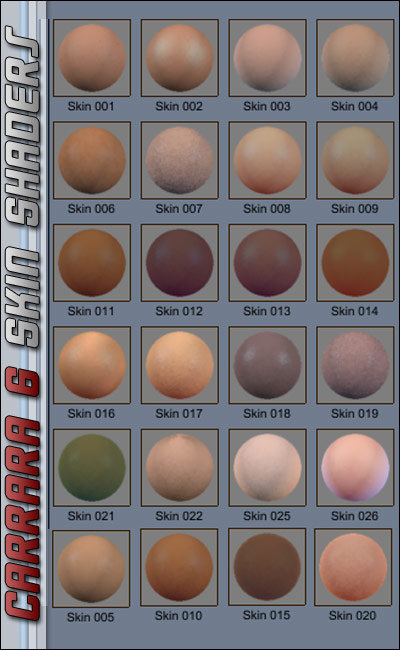 CARRARA 6 SKIN SHADERS
Skin 001 Skin 002 Skin 003 Skin 004
Skin 006 Skin 007 Skin 008 Skin 009
Skin 011 Skin 012 Skin 013 Skin 014
Skin 016 Skin 017 Skin 018 Skin 019
Skin 021 Skin 022 Skin 025 Skin 026
Skin 005 Skin 010 Skin 015 Skin 020